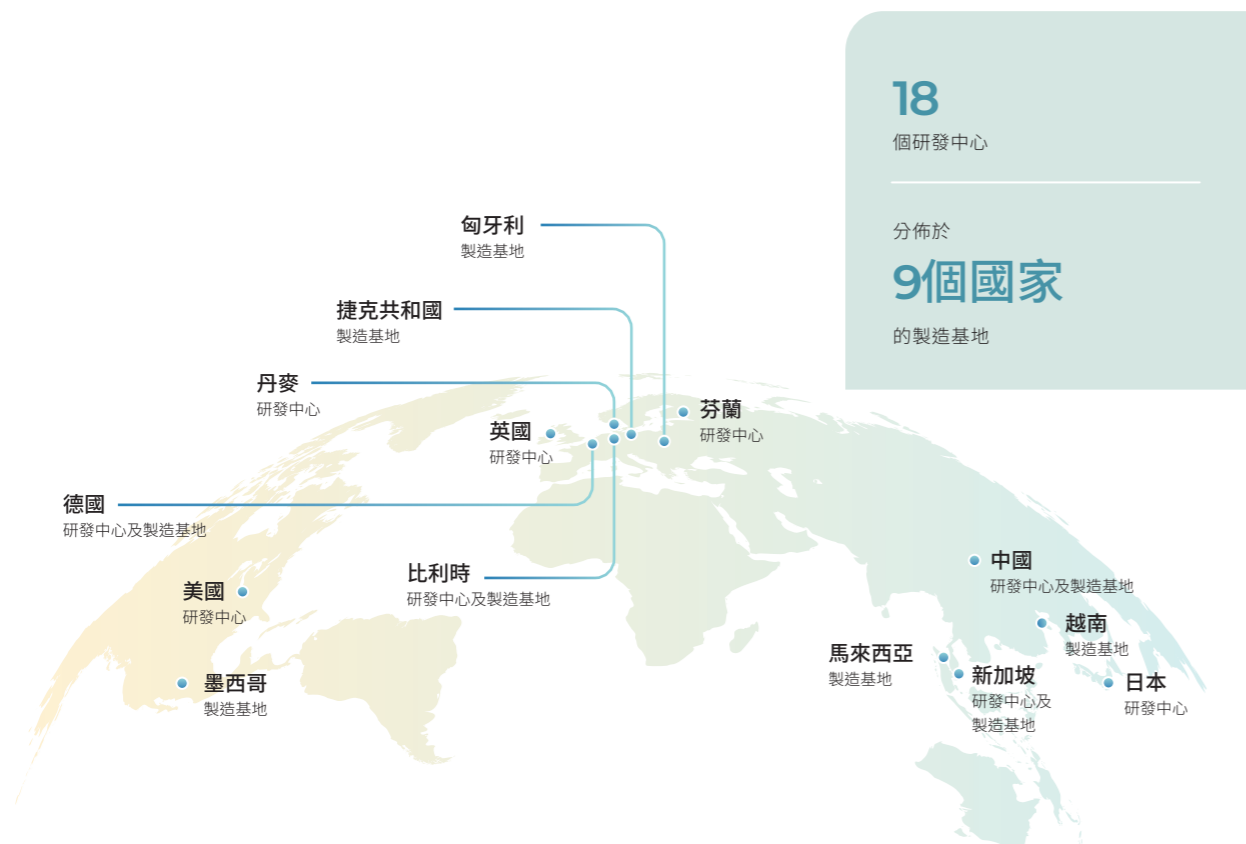 18
個研發中心
分佈於
9個國家
的製造基地
匈牙利
製造基地
捷克共和國
製造基地
丹麥
研發中心
英國
研發中心
芬蘭
研發中心
德國
研發中心及製造基地
比利時
研發中心及製造基地
美國
研發中心
墨西哥
製造基地
中國
研發中心及製造基地
越南
製造基地
馬來西亞
製造基地
新加坡
研發中心及
製造基地
日本
研發中心